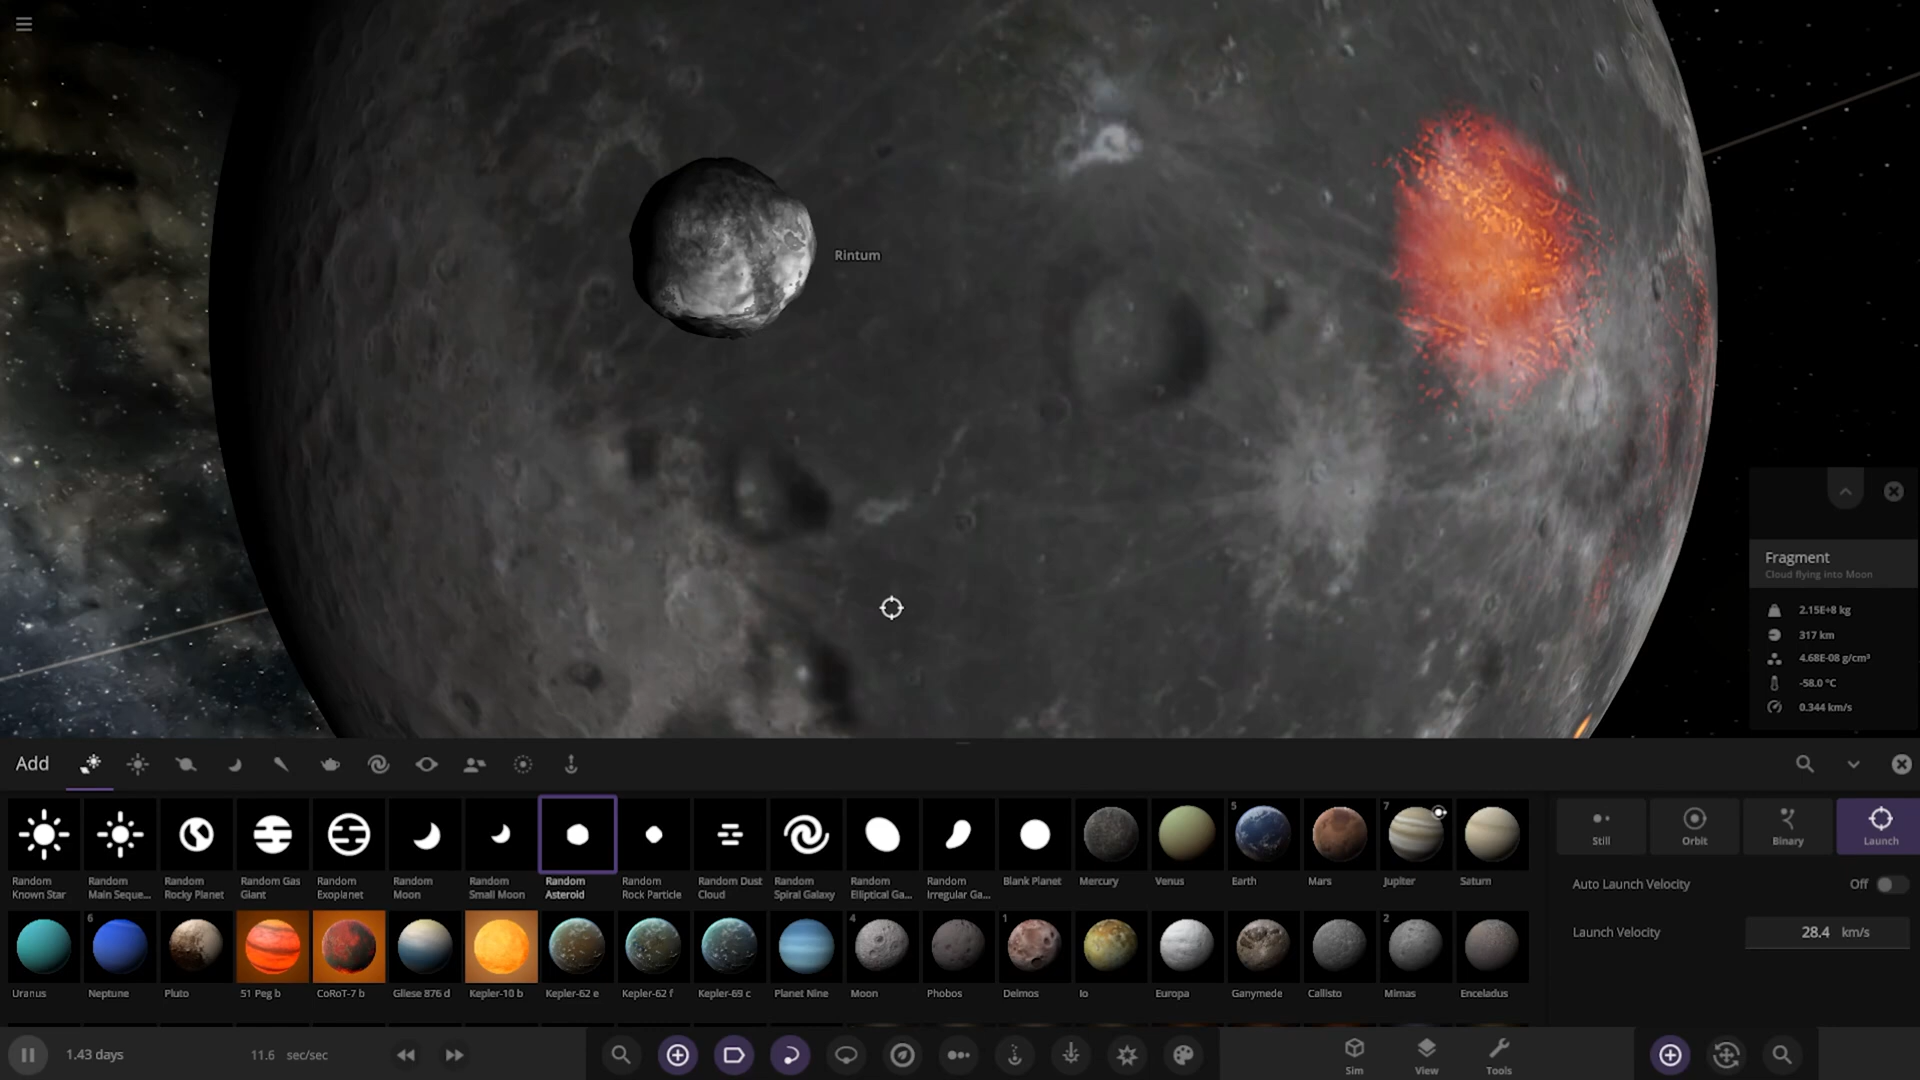 Rintum
Fragment
Cloud flying into Moon
2.15E+8 kg
317 km
4.68E-08 g/cm³
-58.0 °C
0.344 km/s
Add
5
7
Random Known Star
Random Main Seque...
Random Rocky Planet
Random Gas Giant
Random Exoplanet
Random Moon
Random Small Moon
Random Asteroid
Random Rock Particle
Random Dust Cloud
Random Spiral Galaxy
Random Elliptical Ga...
Random Irregular Ga...
Blank Planet
Mercury
Venus
Earth
Mars
Jupiter
Saturn
Still
Orbit
Binary
Launch
Auto Launch Velocity
Off
Launch Velocity
28.4 km/s
6
4
1
2
Uranus
Neptune
Pluto
51 Peg b
CoRoT-7 b
Gliese 876 d
Kepler-10 b
Kepler-62 e
Kepler-62 f
Kepler-69 c
Planet Nine
Moon
Phobos
Deimos
Io
Europa
Ganymede
Callisto
Mimas
Enceladus
1.43 days
11.6 sec/sec
Sim
View
Tools